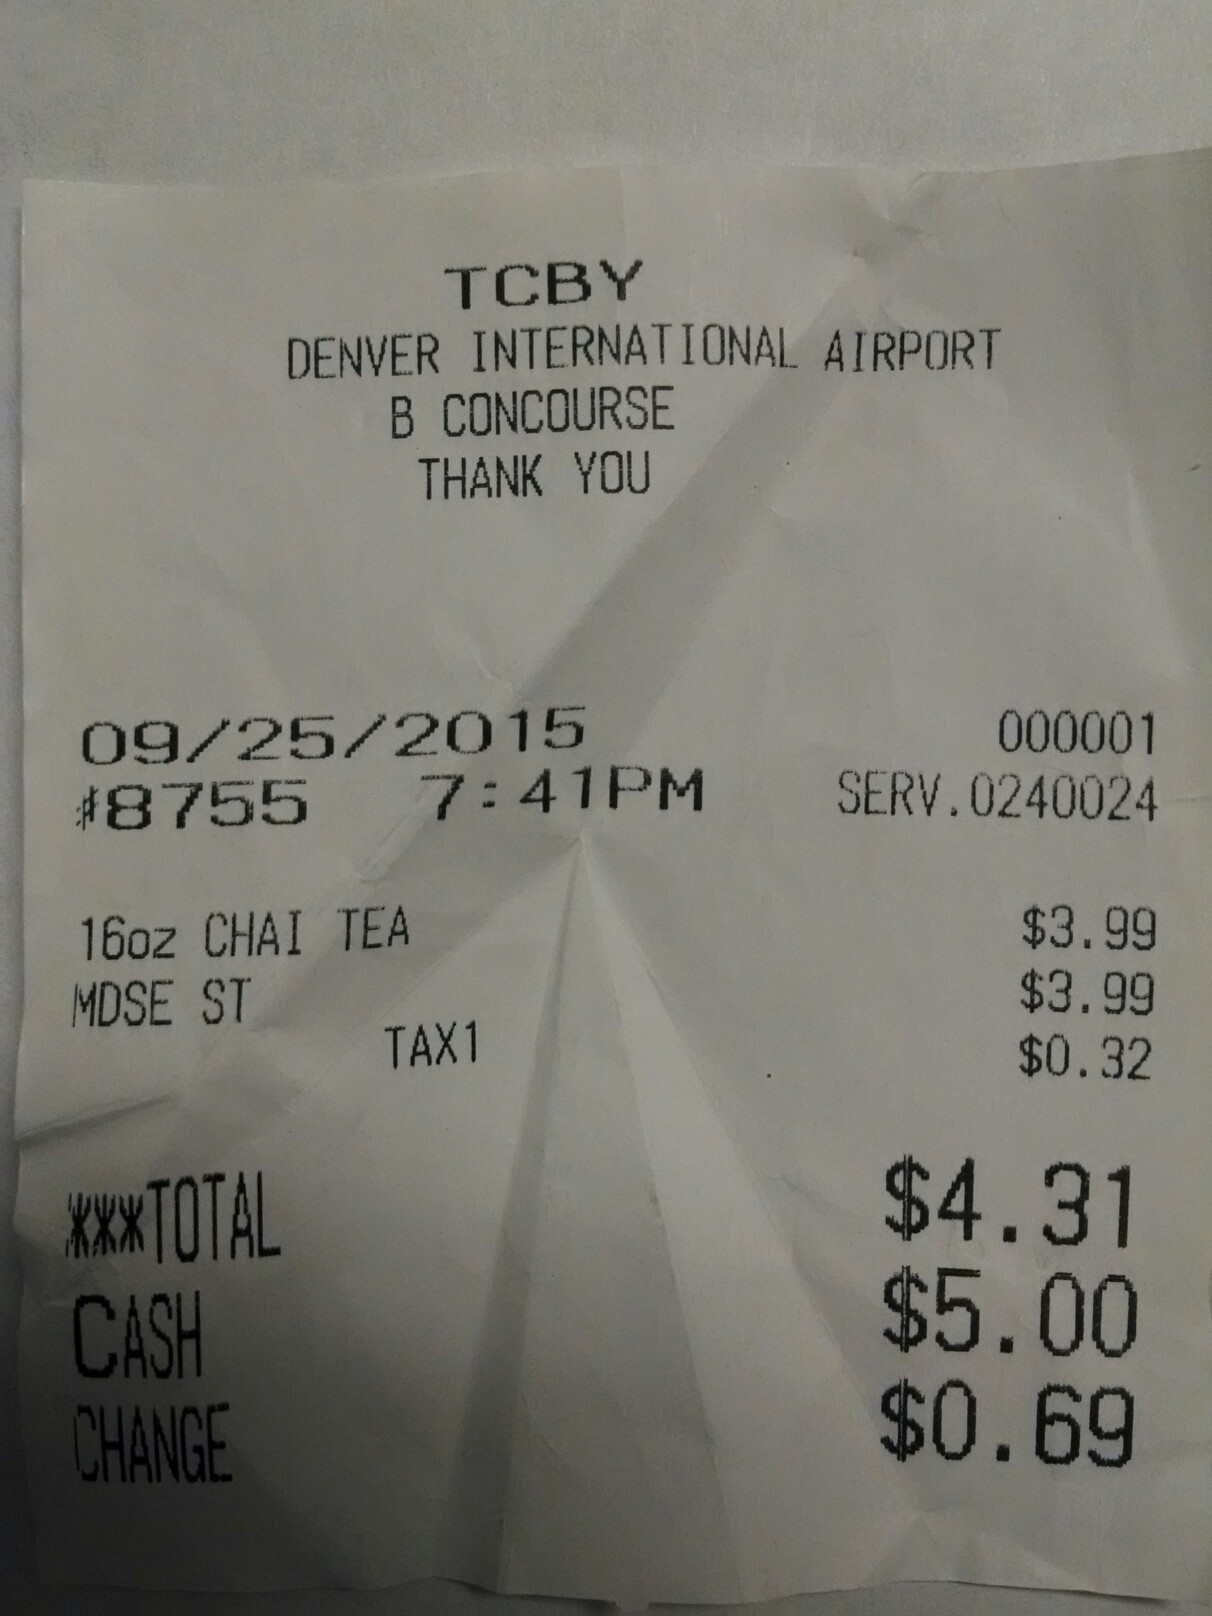 TCBY
DENVER INTERNATIONAL AIRPORT
B CONCOURSE
THANK YOU
09/25/2015 000001
#8755 7:41PM SERV.0240024
16oz CHAI TEA $3.99
MDSE ST $3.99
TAX1 $0.32
***TOTAL $4.31
CASH $5.00
CHANGE $0.69